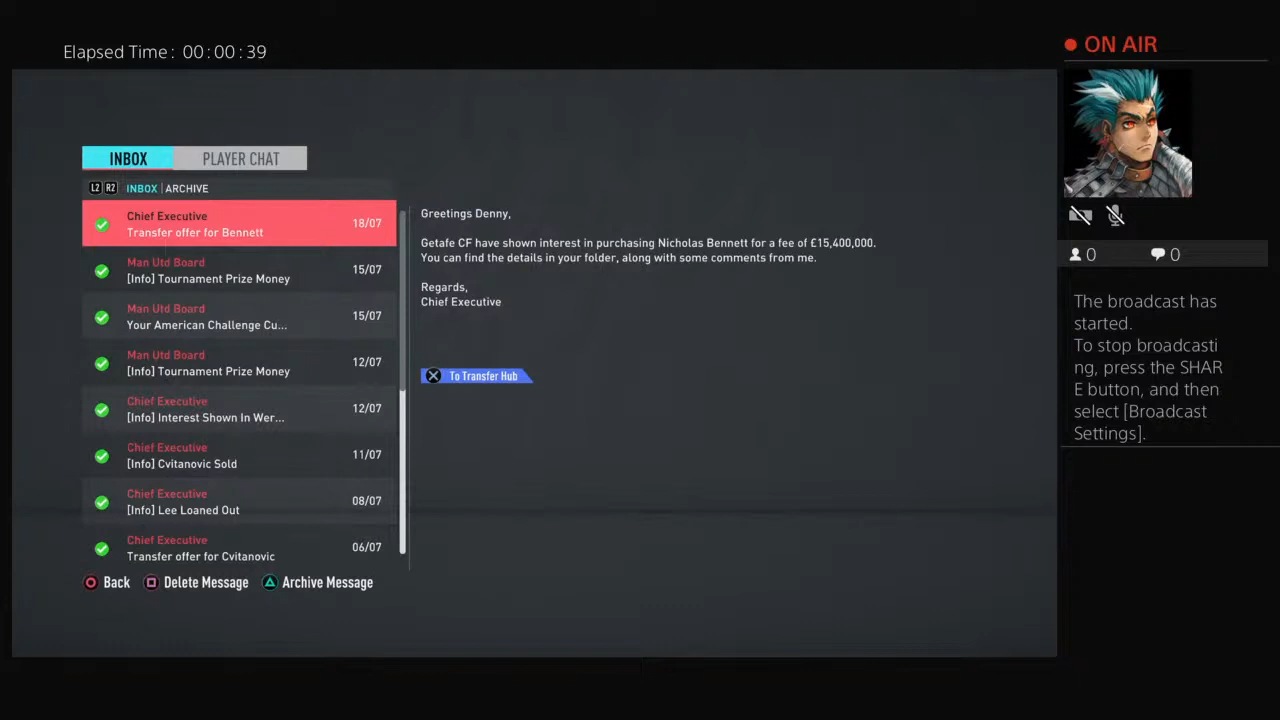 Elapsed Time: 00:00:39
ON AIR
INBOX PLAYER CHAT
L2 R2 INBOX | ARCHIVE
Chief Executive
Transfer offer for Bennett
18/07
Man Utd Board
[Info] Tournament Prize Money
15/07
Man Utd Board
Your American Challenge Cu...
15/07
Man Utd Board
[Info] Tournament Prize Money
12/07
Chief Executive
[Info] Interest Shown In Wer...
12/07
Chief Executive
[Info] Cvitanovic Sold
11/07
Chief Executive
[Info] Lee Loaned Out
08/07
Chief Executive
Transfer offer for Cvitanovic
06/07
Back Delete Message Archive Message
Greetings Denny,
Getafe CF have shown interest in purchasing Nicholas Bennett for a fee of £15,400,000.
You can find the details in your folder, along with some comments from me.
Regards,
Chief Executive
To Transfer Hub
0 0
The broadcast has
started.
To stop broadcasti
ng, press the SHAR
E button, and then
select [Broadcast
Settings].